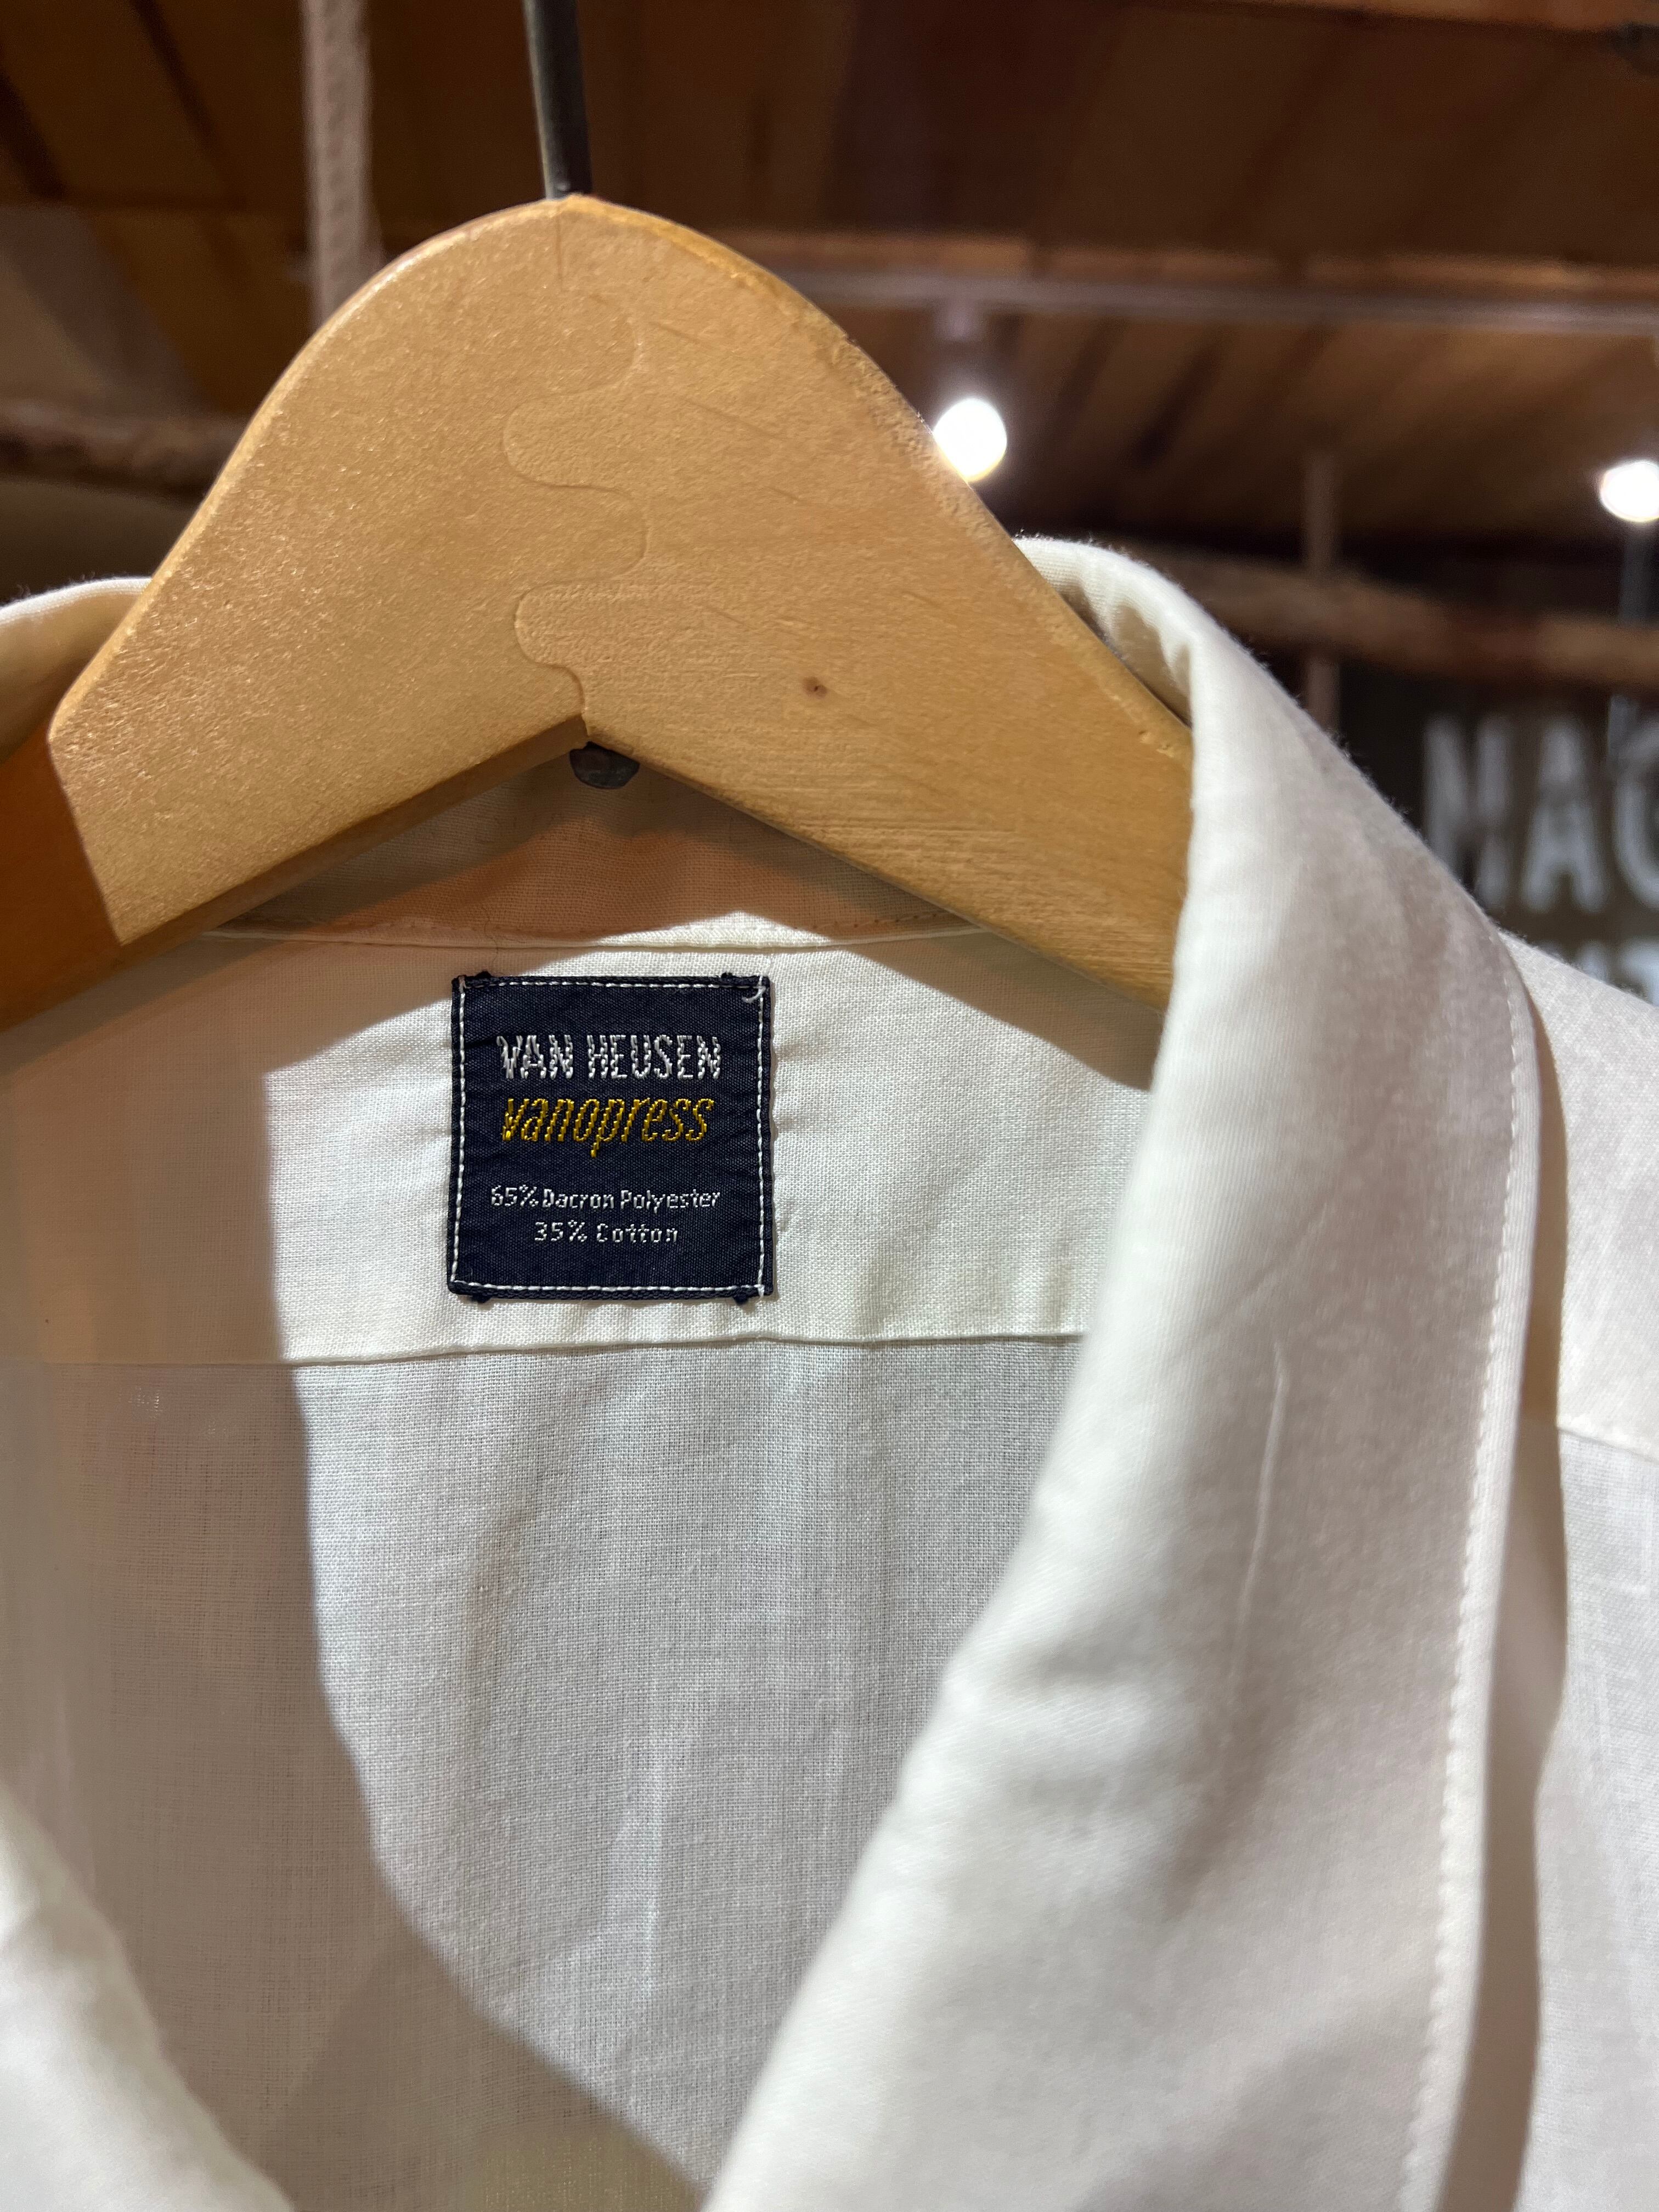 VAN HEUSEN
vanopress
65% Dacron Polyester
35% Cotton